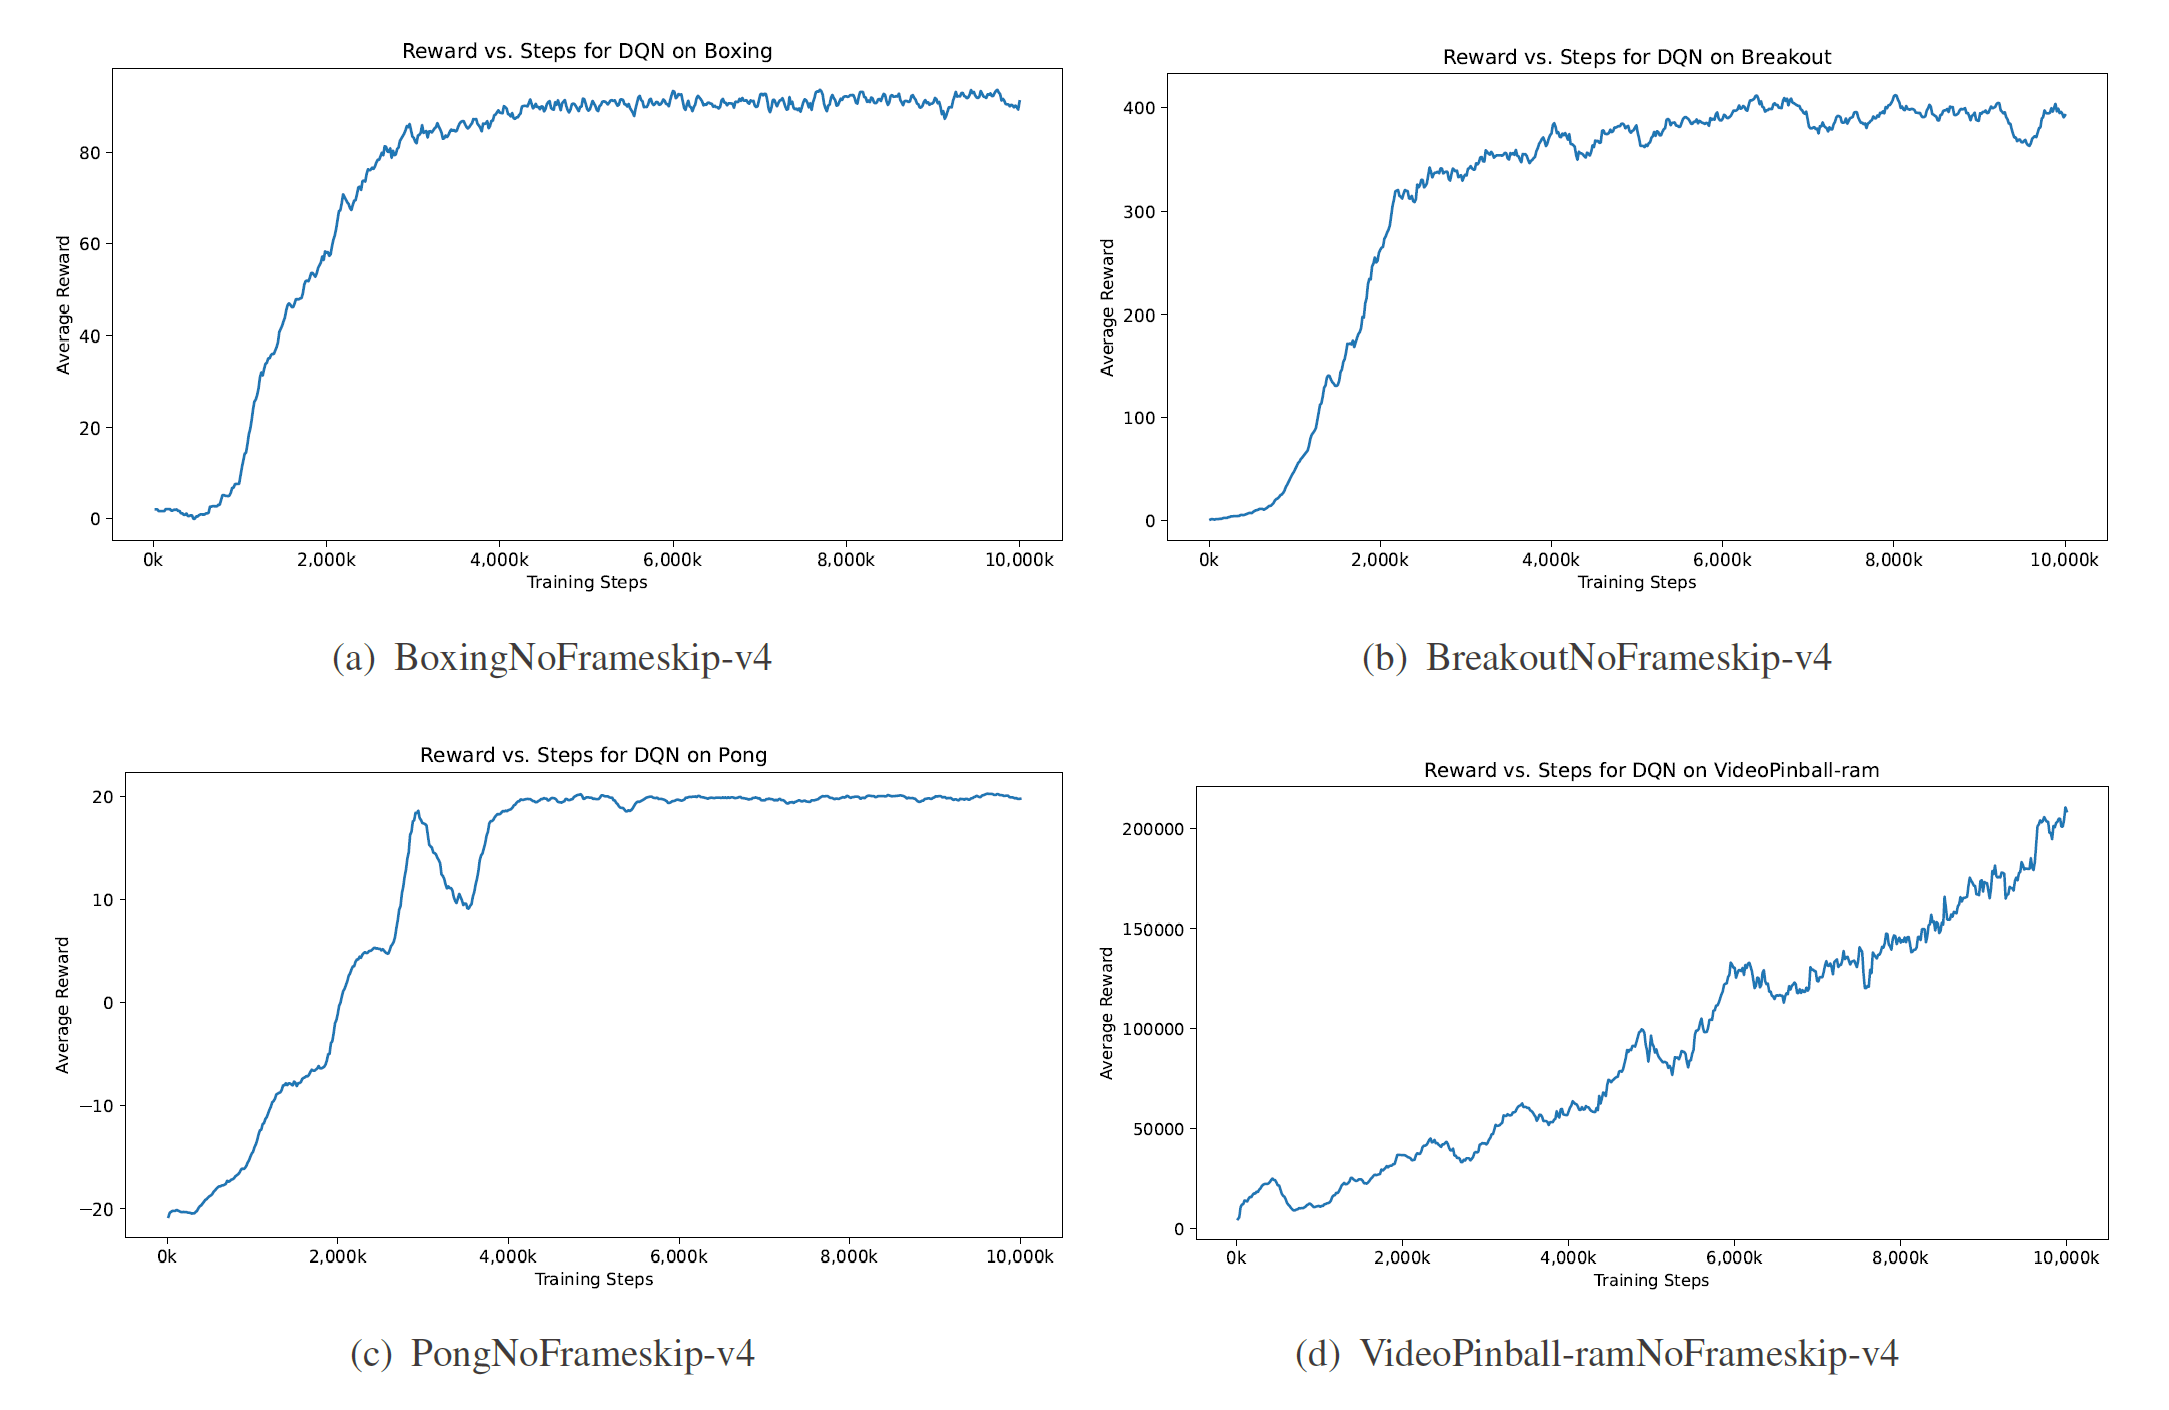 Reward vs. Steps for DQN on Boxing
Average Reward
80
60
40
20
0
0k 2,000k 4,000k 6,000k 8,000k 10,000k
Training Steps
(a) BoxingNoFrameskip-v4
Reward vs. Steps for DQN on Breakout
Average Reward
400
300
200
100
0
0k 2,000k 4,000k 6,000k 8,000k 10,000k
Training Steps
(b) BreakoutNoFrameskip-v4
Reward vs. Steps for DQN on Pong
Average Reward
20
10
0
−10
−20
0k 2,000k 4,000k 6,000k 8,000k 10,000k
Training Steps
(c) PongNoFrameskip-v4
Reward vs. Steps for DQN on VideoPinball-ram
Average Reward
200000
150000
100000
50000
0
0k 2,000k 4,000k 6,000k 8,000k 10,000k
Training Steps
(d) VideoPinball-ramNoFrameskip-v4